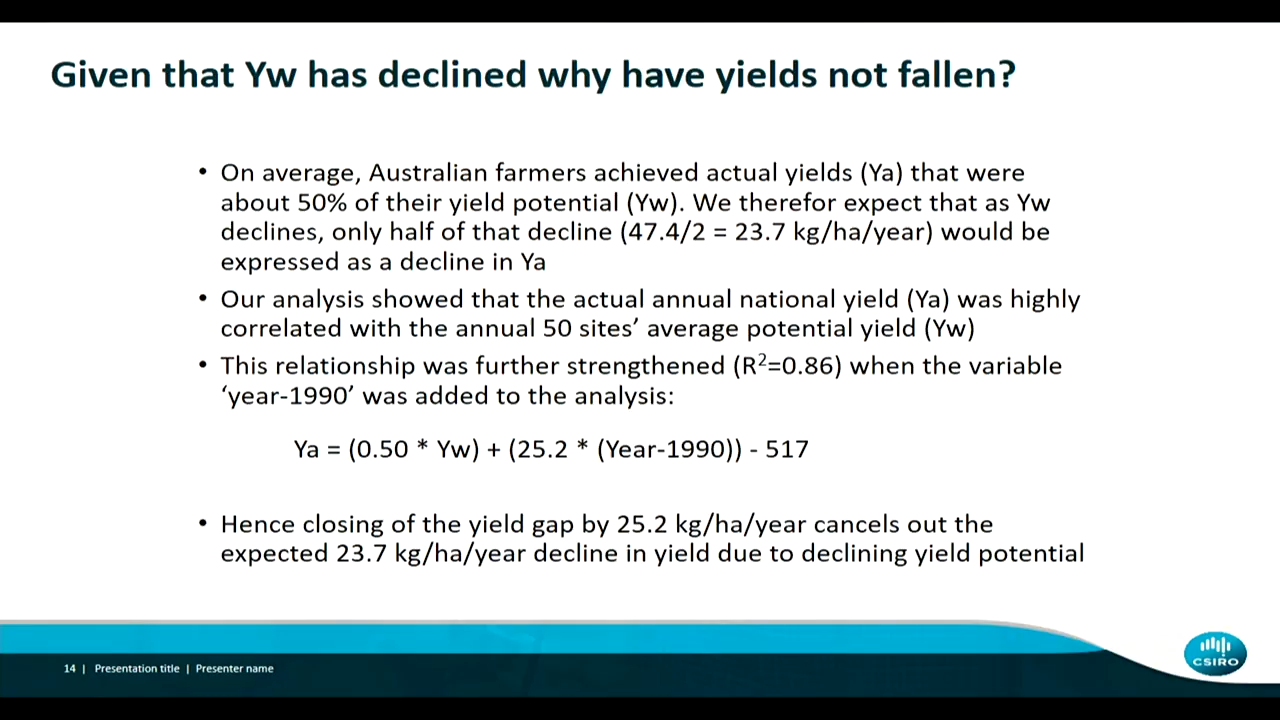 Given that Yw has declined why have yields not fallen?
• On average, Australian farmers achieved actual yields (Ya) that were
about 50% of their yield potential (Yw). We therefor expect that as Yw
declines, only half of that decline (47.4/2 = 23.7 kg/ha/year) would be
expressed as a decline in Ya
• Our analysis showed that the actual annual national yield (Ya) was highly
correlated with the annual 50 sites’ average potential yield (Yw)
• This relationship was further strengthened (R²=0.86) when the variable
‘year-1990’ was added to the analysis:
Ya = (0.50 * Yw) + (25.2 * (Year-1990)) - 517
• Hence closing of the yield gap by 25.2 kg/ha/year cancels out the
expected 23.7 kg/ha/year decline in yield due to declining yield potential
14 | Presentation title | Presenter name
CSIRO